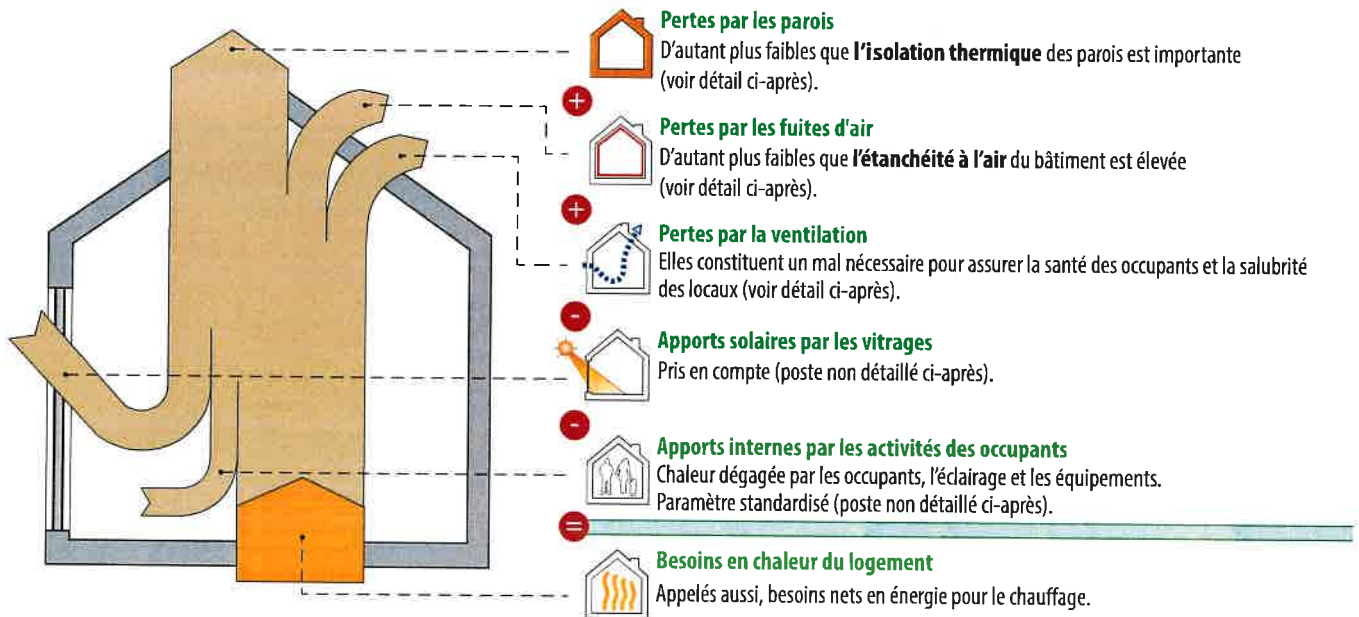 Pertes par les parois
D'autant plus faibles que l'isolation thermique des parois est importante
(voir détail ci-après).
+
Pertes par les fuites d'air
D'autant plus faibles que l'étanchéité à l'air du bâtiment est élevée
(voir détail ci-après).
+
Pertes par la ventilation
Elles constituent un mal nécessaire pour assurer la santé des occupants et la salubrité
des locaux (voir détail ci-après).
-
Apports solaires par les vitrages
Pris en compte (poste non détaillé ci-après).
-
Apports internes par les activités des occupants
Chaleur dégagée par les occupants, l'éclairage et les équipements.
Paramètre standardisé (poste non détaillé ci-après).
=
Besoins en chaleur du logement
Appelés aussi, besoins nets en énergie pour le chauffage.